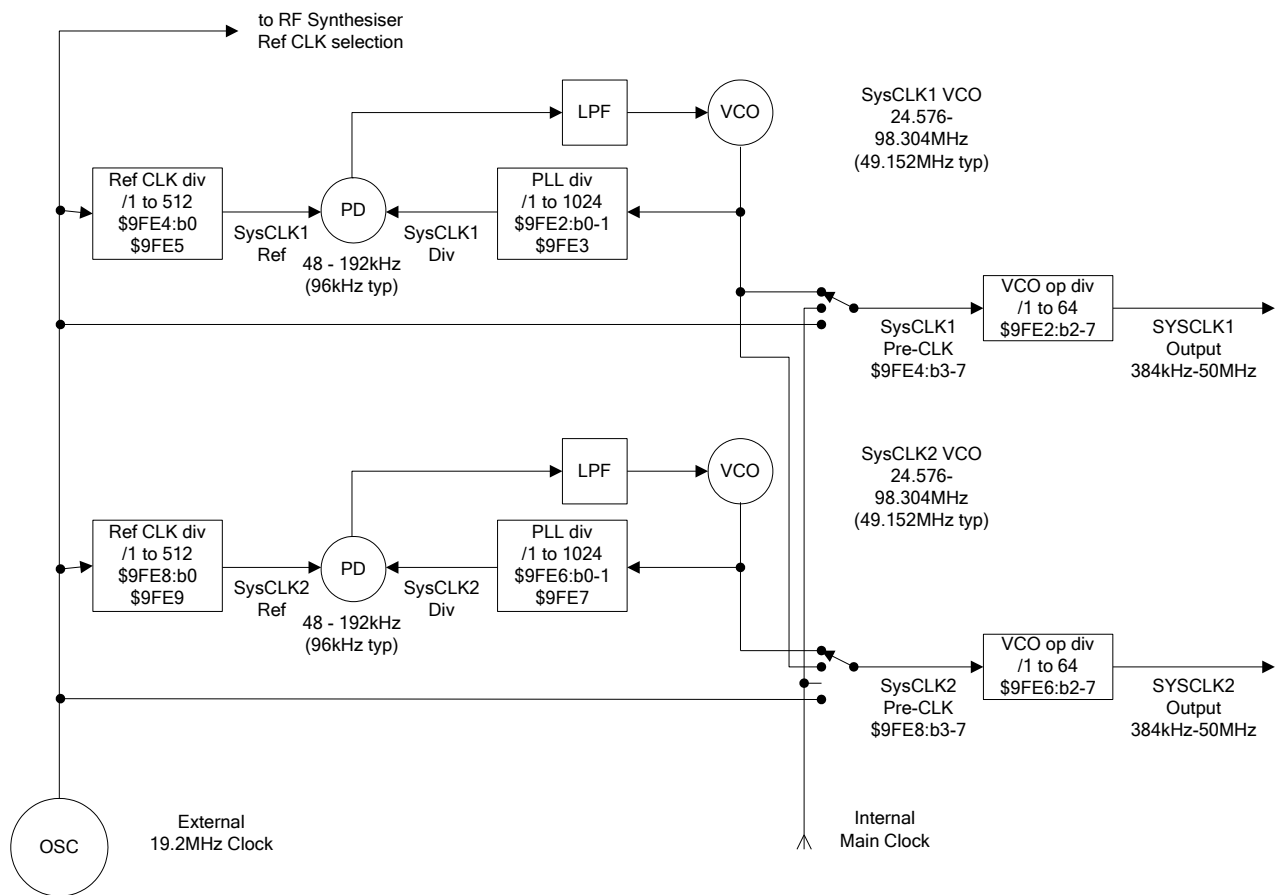 to RF Synthesiser
Ref CLK selection
LPF
VCO
SysCLK1 VCO
24.576-
98.304MHz
(49.152MHz typ)
Ref CLK div
/1 to 512
$9FE4:b0
$9FE5
SysCLK1
Ref
PD
48 - 192kHz
(96kHz typ)
SysCLK1
Div
PLL div
/1 to 1024
$9FE2:b0-1
$9FE3
SysCLK1
Pre-CLK
$9FE4:b3-7
VCO op div
/1 to 64
$9FE2:b2-7
SYSCLK1
Output
384kHz-50MHz
LPF
VCO
SysCLK2 VCO
24.576-
98.304MHz
(49.152MHz typ)
Ref CLK div
/1 to 512
$9FE8:b0
$9FE9
SysCLK2
Ref
PD
48 - 192kHz
(96kHz typ)
SysCLK2
Div
PLL div
/1 to 1024
$9FE6:b0-1
$9FE7
SysCLK2
Pre-CLK
$9FE8:b3-7
VCO op div
/1 to 64
$9FE6:b2-7
SYSCLK2
Output
384kHz-50MHz
OSC
External
19.2MHz Clock
Internal
Main Clock